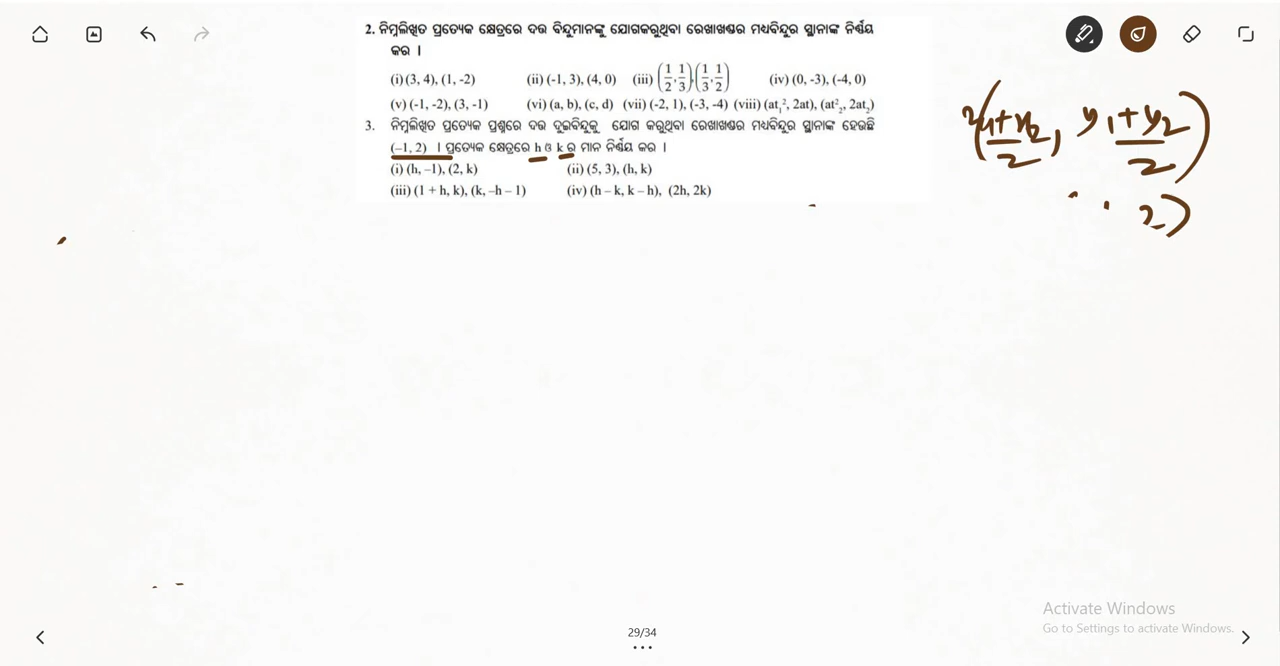 2. ନିମ୍ନଲିଖିତ ପ୍ରତ୍ୟେକ କ୍ଷେତ୍ରରେ ଦତ୍ତ ବିନ୍ଦୁମାନଙ୍କୁ ଯୋଗକରୁଥିବା ରେଖାଖଣ୍ଡର ମଧ୍ୟବିନ୍ଦୁର ସ୍ଥାନାଙ୍କ ନିର୍ଣ୍ଣୟ
କର ।
(i) (3, 4), (1, -2) (ii) (-1, 3), (4, 0) (iii) (1/2, 1/3), (1/3, 1/2) (iv) (0, -3), (-4, 0)
(v) (-1, -2), (3, -1) (vi) (a, b), (c, d) (vii) (-2, 1), (-3, -4) (viii) (at₁², 2at), (at²₂, 2at₂)
3. ନିମ୍ନଲିଖିତ ପ୍ରତ୍ୟେକ ପ୍ରଶ୍ନରେ ଦତ୍ତ ଦୁଇବିନ୍ଦୁକୁ ଯୋଗ କରୁଥିବା ରେଖାଖଣ୍ଡର ମଧ୍ୟବିନ୍ଦୁର ସ୍ଥାନାଙ୍କ ହେଉଛି
(–1, 2) । ପ୍ରତ୍ୟେକ କ୍ଷେତ୍ରରେ h ଓ k ର ମାନ ନିର୍ଣ୍ଣୟ କର ।
(i) (h, –1), (2, k) (ii) (5, 3), (h, k)
(iii) (1 + h, k), (k, –h – 1) (iv) (h – k, k – h), (2h, 2k)
(x₁+x₂/2, y₁+y₂/2)
2)
Activate Windows
Go to Settings to activate Windows.
29/34